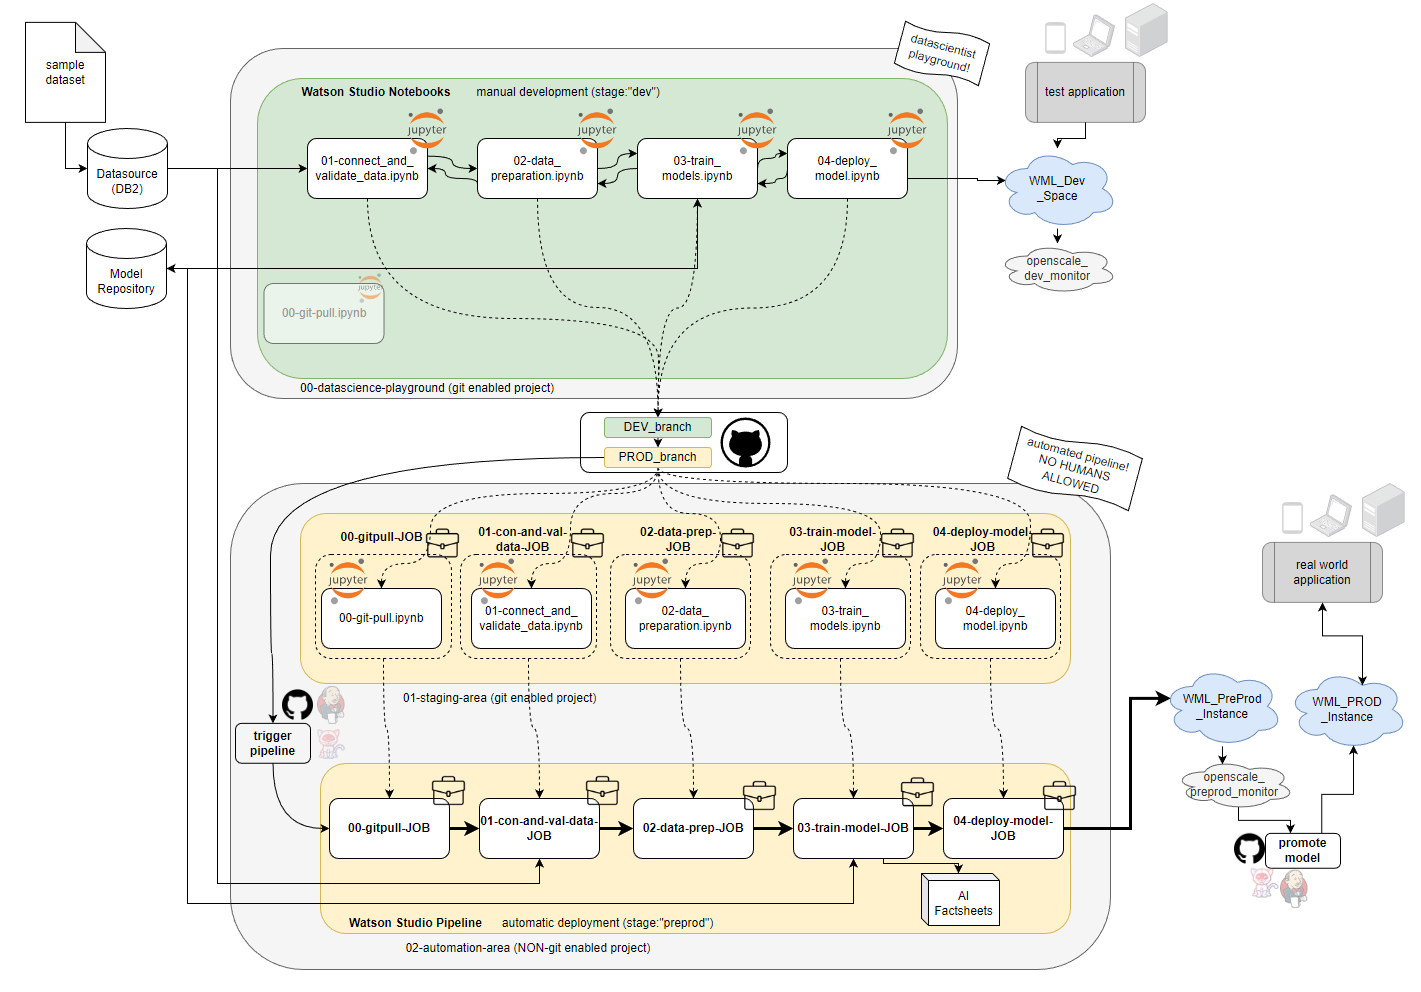 sample
dataset
Datasource
(DB2)
Model
Repository
datascientist
playground!
Watson Studio Notebooks manual development (stage:"dev")
jupyter
jupyter
jupyter
jupyter
01-connect_and_
validate_data.ipynb
02-data_
preparation.ipynb
03-train_
models.ipynb
04-deploy_
model.ipynb
jupyter
00-git-pull.ipynb
00-datascience-playground (git enabled project)
test application
WML_Dev
_Space
openscale_
dev_monitor
DEV_branch
PROD_branch
automated pipeline!
NO HUMANS
ALLOWED
00-gitpull-JOB
01-con-and-val-
data-JOB
02-data-prep-
JOB
03-train-model-
JOB
04-deploy-model-
JOB
jupyter
jupyter
jupyter
jupyter
jupyter
00-git-pull.ipynb
01-connect_and_
validate_data.ipynb
02-data_
preparation.ipynb
03-train_
models.ipynb
04-deploy_
model.ipynb
01-staging-area (git enabled project)
trigger
pipeline
00-gitpull-JOB
01-con-and-val-data-
JOB
02-data-prep-JOB
03-train-model-JOB
04-deploy-model-
JOB
AI
Factsheets
Watson Studio Pipeline automatic deployment (stage:"preprod")
02-automation-area (NON-git enabled project)
real world
application
WML_PreProd
_Instance
WML_PROD
_Instance
openscale_
preprod_monitor
promote
model